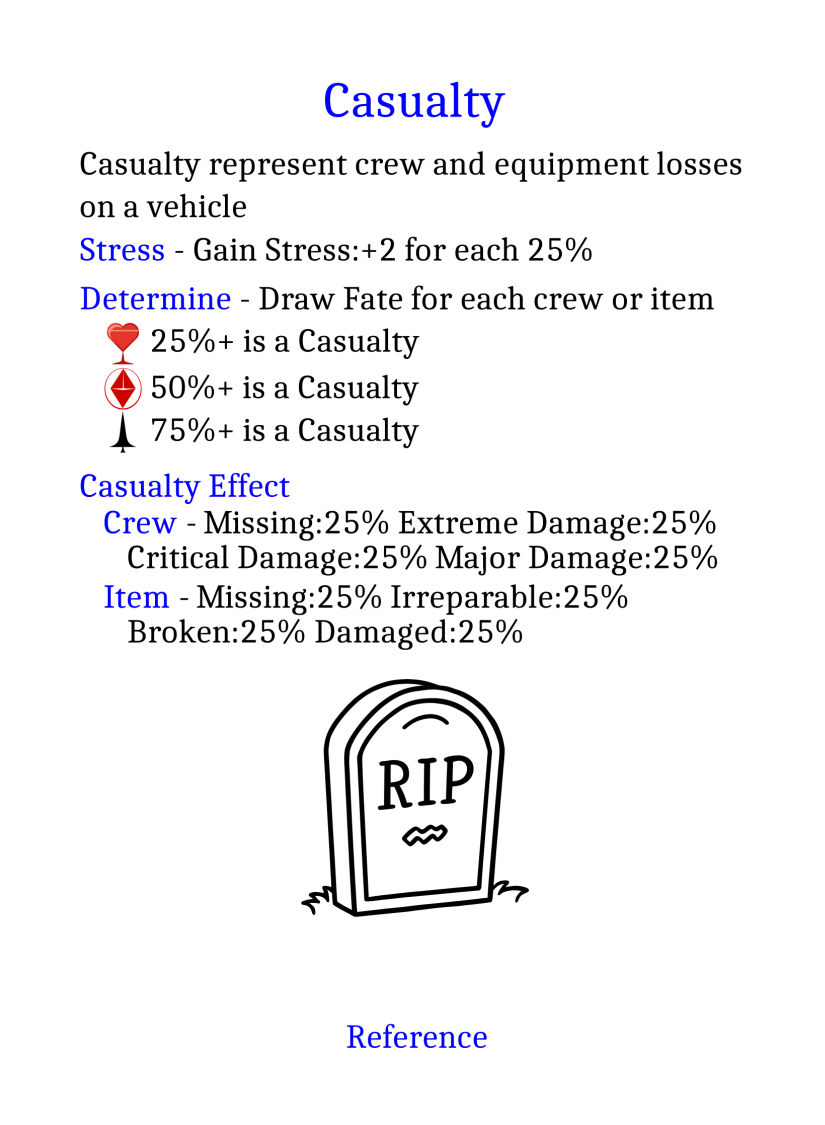 Casualty
Casualty represent crew and equipment losses
on a vehicle
Stress - Gain Stress:+2 for each 25%
Determine - Draw Fate for each crew or item
25%+ is a Casualty
50%+ is a Casualty
75%+ is a Casualty
Casualty Effect
Crew - Missing:25% Extreme Damage:25%
Critical Damage:25% Major Damage:25%
Item - Missing:25% Irreparable:25%
Broken:25% Damaged:25%
RIP
Reference